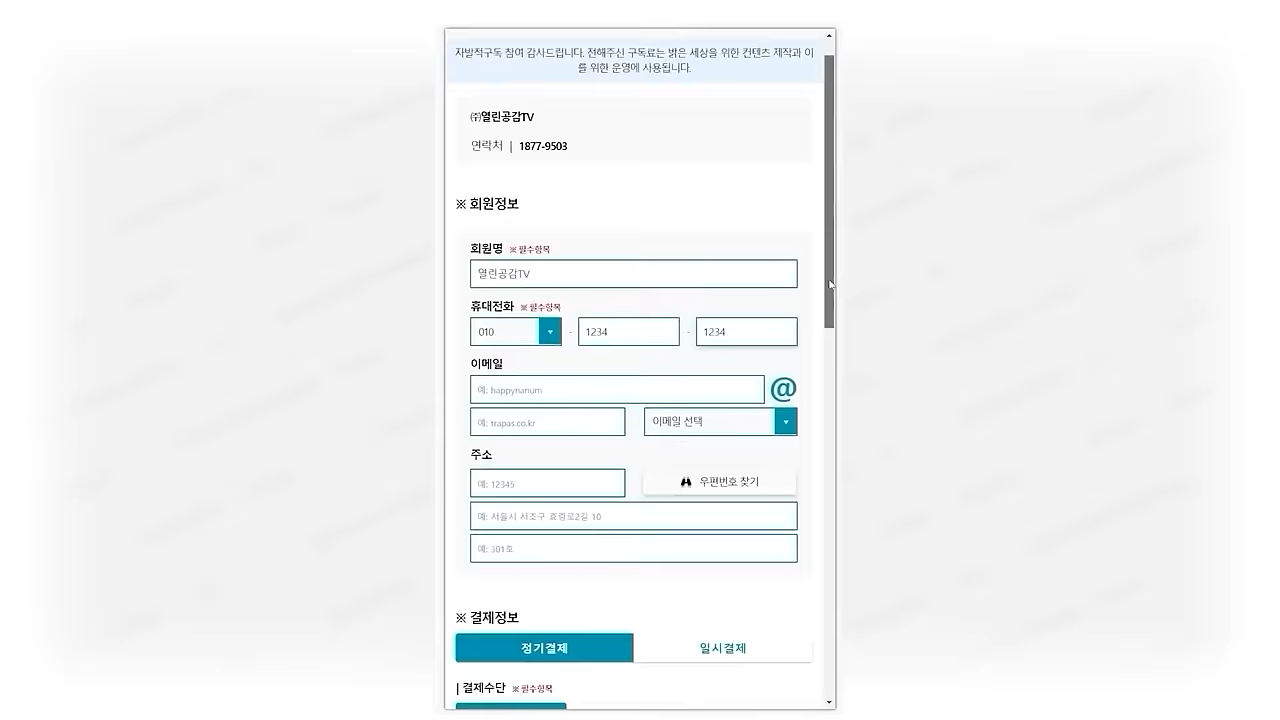 자발적구독 참여 감사드립니다. 전해주신 구독료는 밝은 세상을 위한 컨텐츠 제작과 이
를 위한 운영에 사용됩니다.
㈜열린공감TV
연락처 | 1877-9503
※ 회원정보
회원명 ※ 필수항목
열린공감TV
휴대전화 ※ 필수항목
010 - 1234 - 1234
이메일
예: happynanum @
예: trapas.co.kr 이메일 선택
주소
예: 12345 우편번호 찾기
예: 서울시 서초구 효령로2길 10
예: 301호
※ 결제정보
정기결제 일시결제
| 결제수단 ※ 필수항목